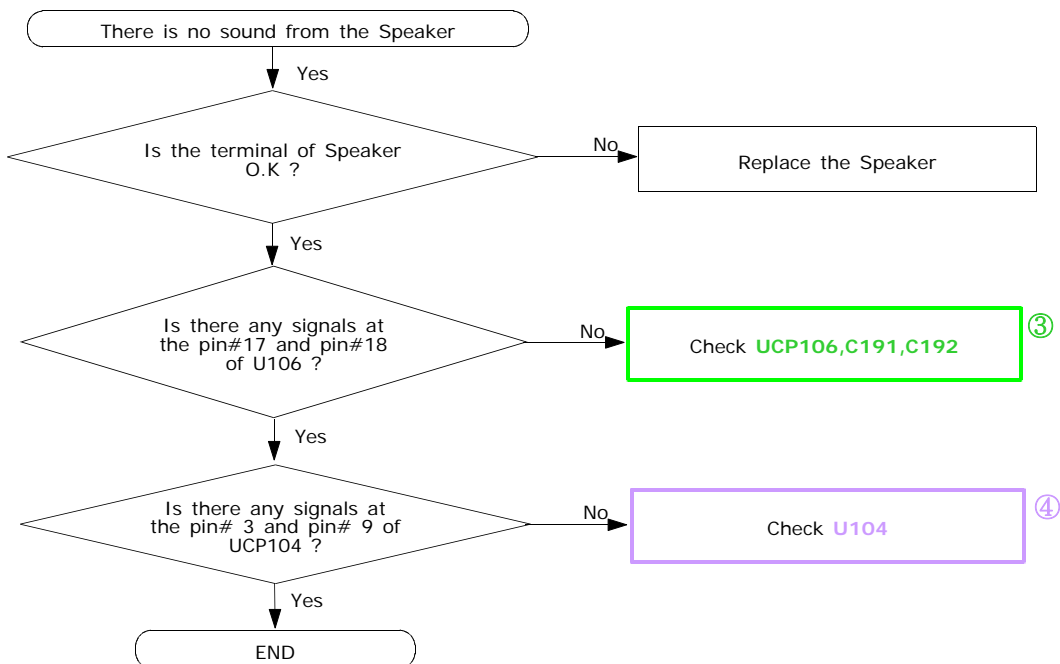 There is no sound from the Speaker
Yes
Is the terminal of Speaker
O.K ?
No
Replace the Speaker
Yes
Is there any signals at
the pin#17 and pin#18
of U106 ?
No
Check UCP106,C191,C192
③
Yes
Is there any signals at
the pin# 3 and pin# 9 of
UCP104 ?
No
Check U104
④
Yes
END